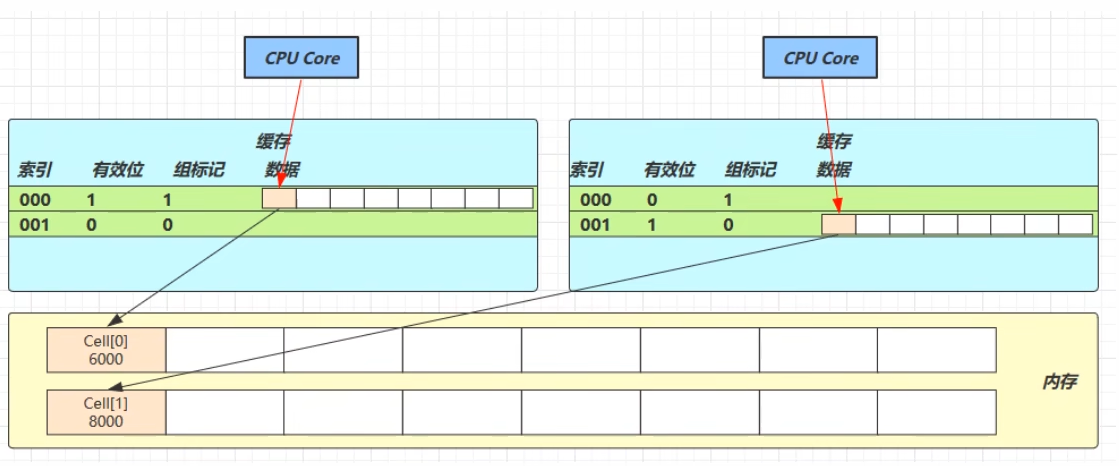 CPU Core
CPU Core
缓存
索引 有效位 组标记 数据
000 1 1
001 0 0
缓存
索引 有效位 组标记 数据
000 0 1
001 1 0
Cell[0]
6000
Cell[1]
8000
内存